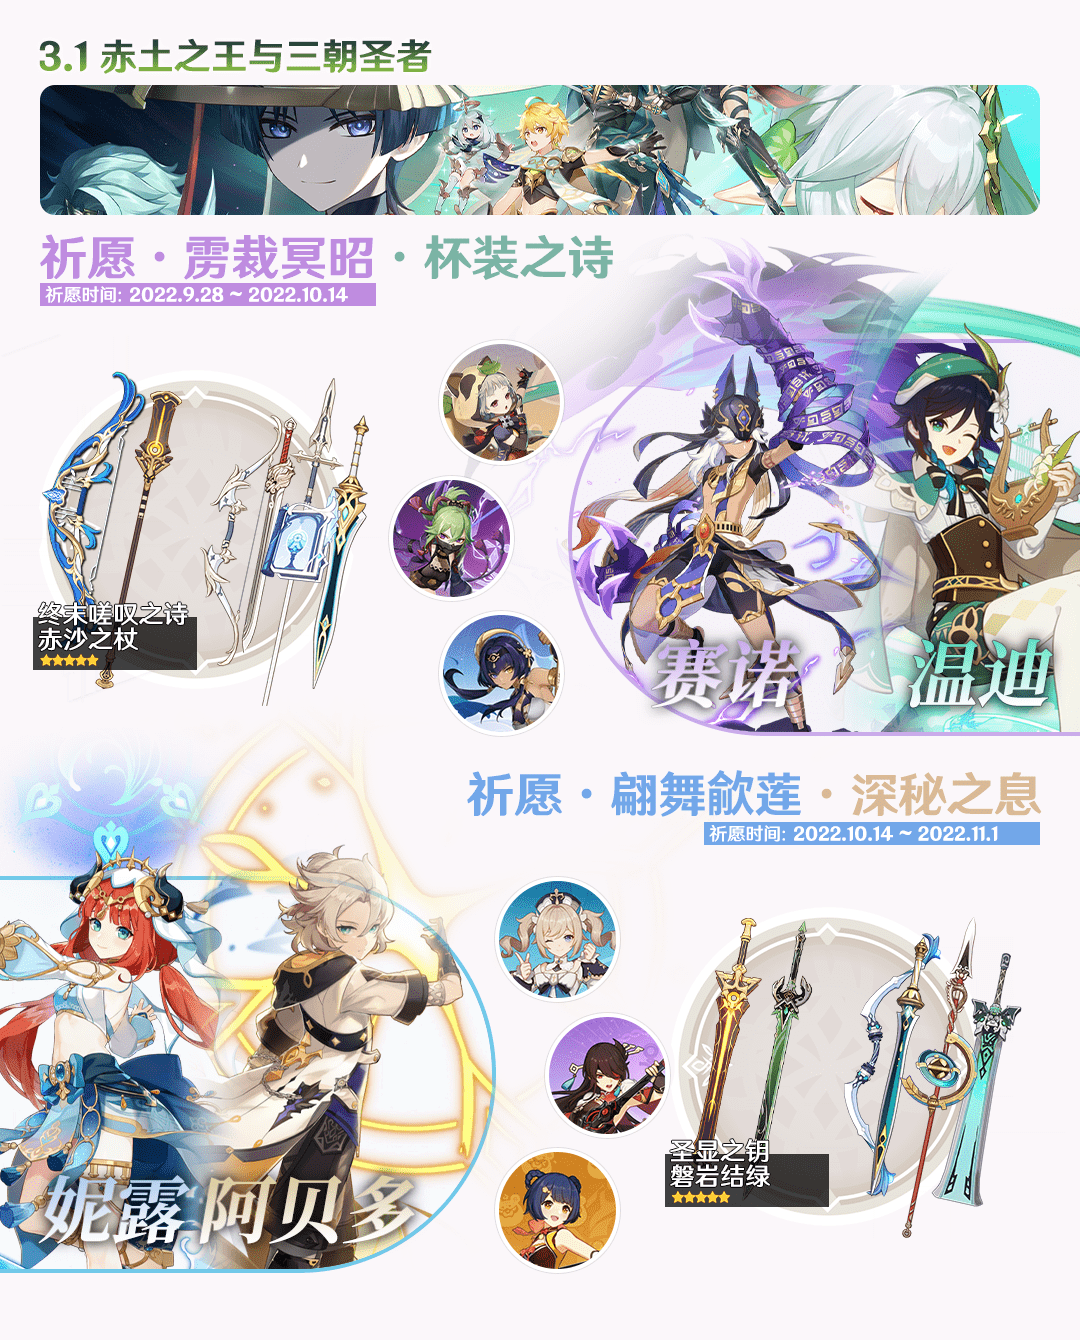 3.1 赤土之王与三朝圣者
祈愿·雳裁冥昭·杯装之诗
祈愿时间: 2022.9.28 ~ 2022.10.14
终末嗟叹之诗
赤沙之杖
赛诺
温迪
祈愿·翩舞歈莲·深秘之息
祈愿时间: 2022.10.14 ~ 2022.11.1
圣显之钥
磐岩结绿
妮露
阿贝多